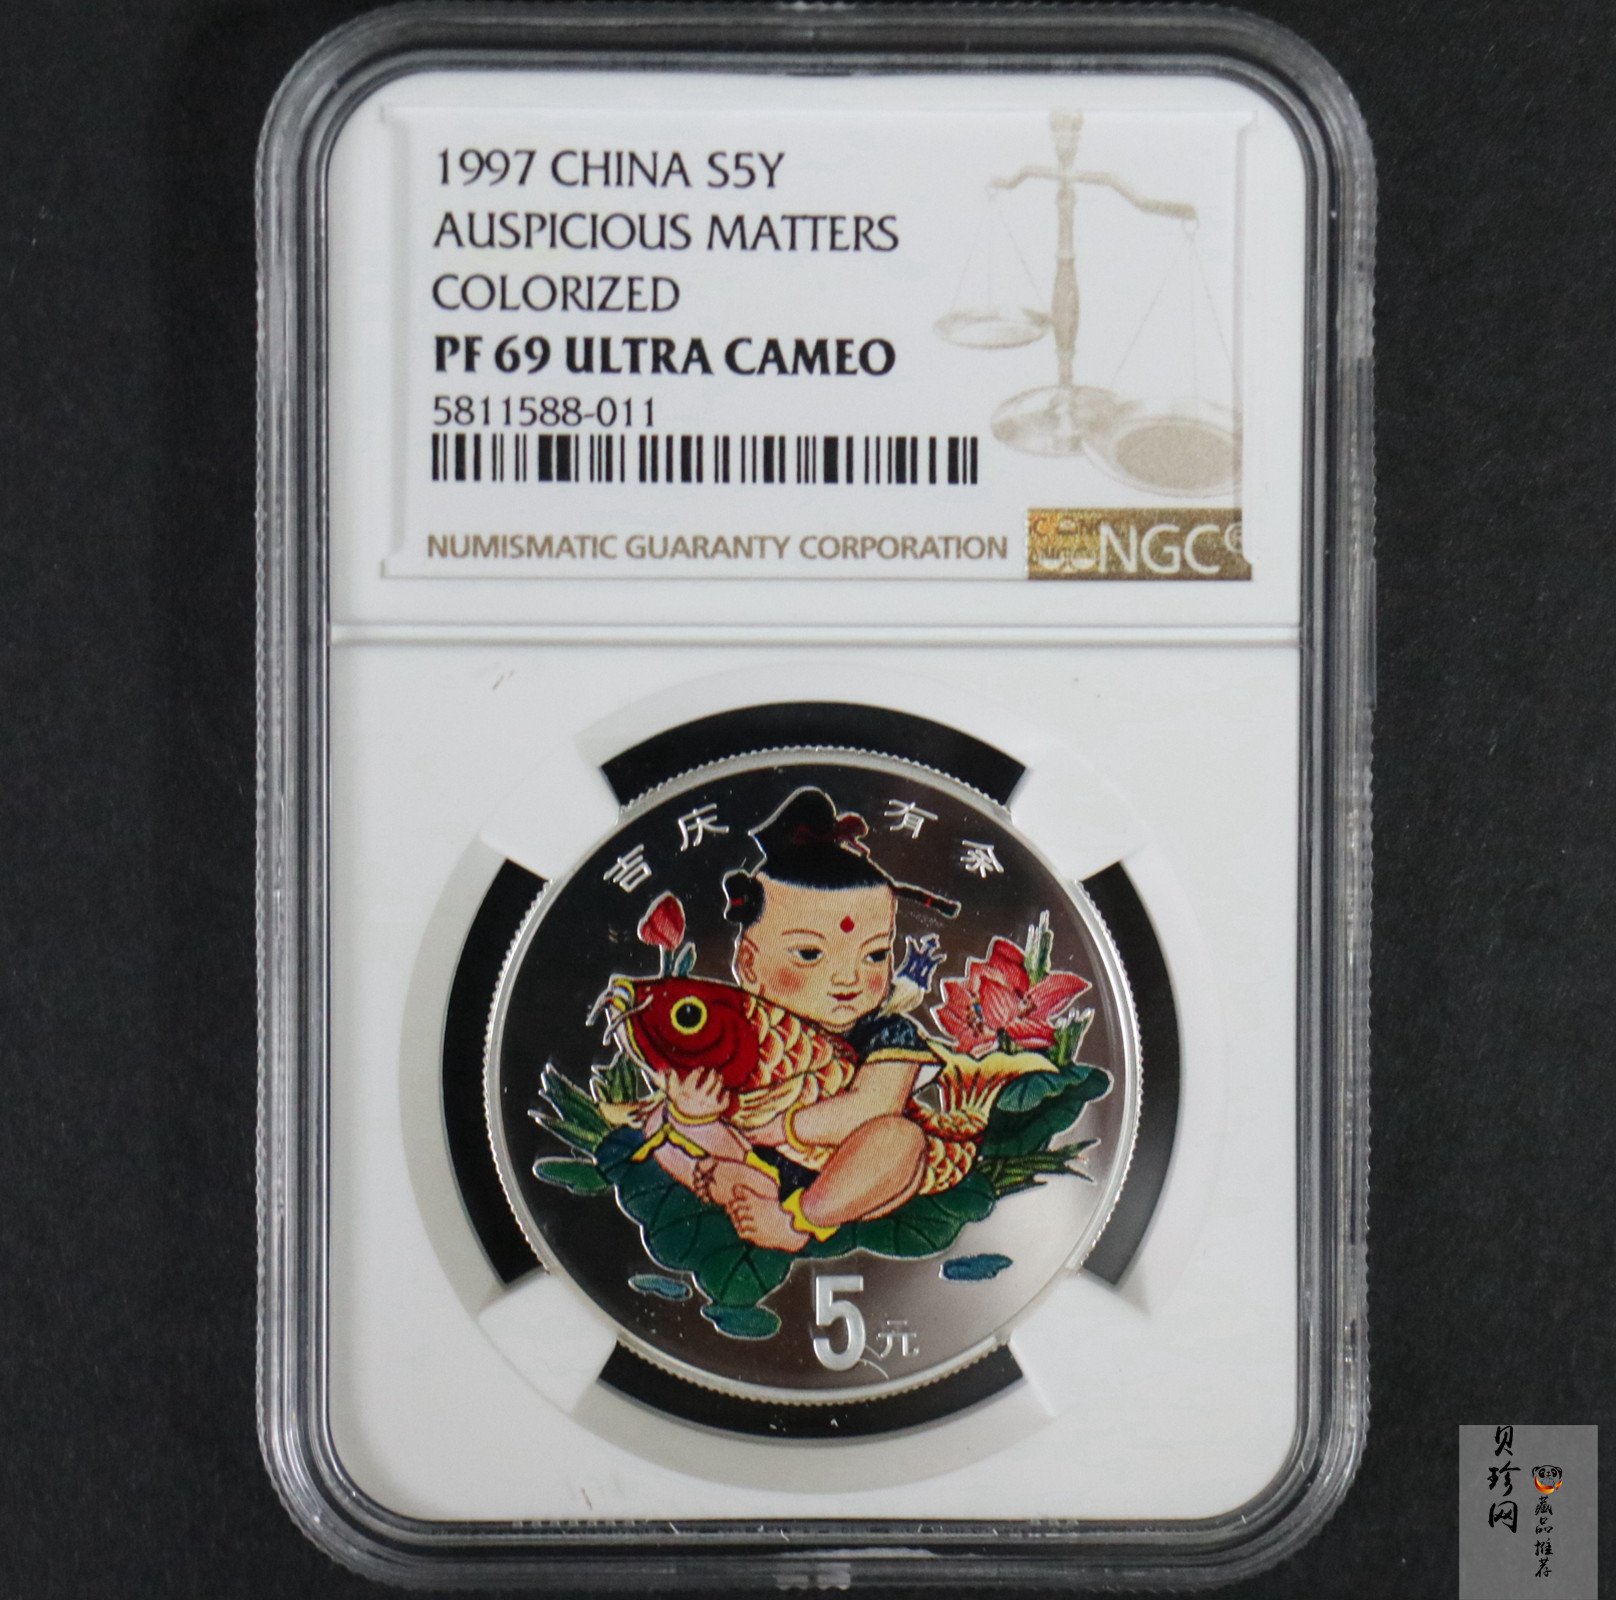 1997 CHINA S5Y
AUSPICIOUS MATTERS
COLORIZED
PF 69 ULTRA CAMEO
5811588-011
NUMISMATIC GUARANTY CORPORATION
NGC®
吉庆有余
5元
贝珍网
藏品推荐